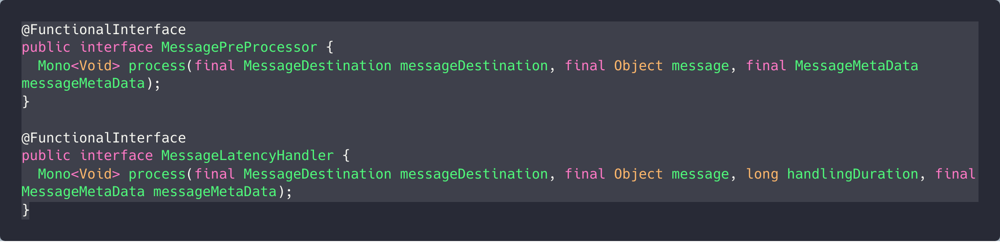 @FunctionalInterface
public interface MessagePreProcessor {
  Mono<Void> process(final MessageDestination messageDestination, final Object message, final MessageMetaData
messageMetaData);
}

@FunctionalInterface
public interface MessageLatencyHandler {
  Mono<Void> process(final MessageDestination messageDestination, final Object message, long handlingDuration, final
MessageMetaData messageMetaData);
}